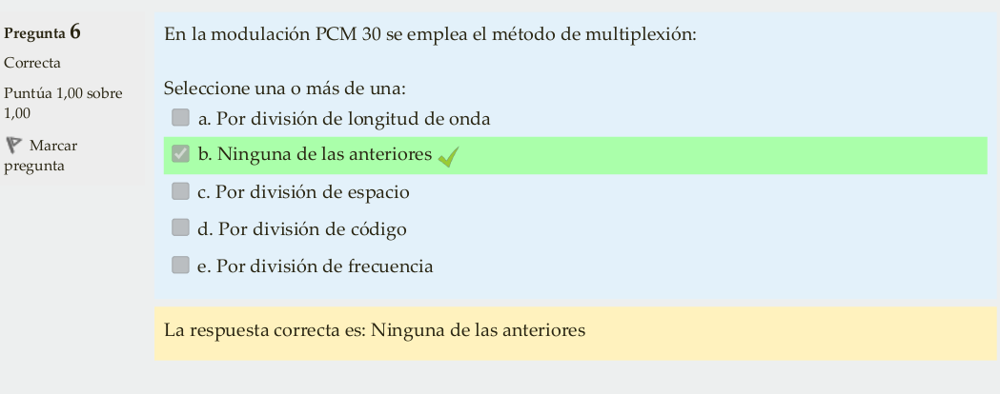 Pregunta 6
Correcta
Puntúa 1,00 sobre
1,00
Marcar
pregunta
En la modulación PCM 30 se emplea el método de multiplexión:
Seleccione una o más de una:
a. Por división de longitud de onda
b. Ninguna de las anteriores
c. Por división de espacio
d. Por división de código
e. Por división de frecuencia
La respuesta correcta es: Ninguna de las anteriores